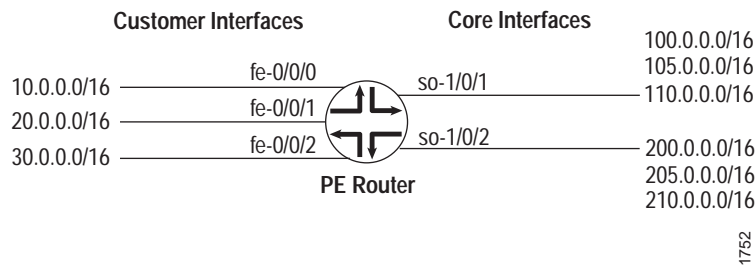 Customer Interfaces
Core Interfaces
10.0.0.0/16
20.0.0.0/16
30.0.0.0/16
fe-0/0/0
fe-0/0/1
fe-0/0/2
PE Router
so-1/0/1
so-1/0/2
100.0.0.0/16
105.0.0.0/16
110.0.0.0/16
200.0.0.0/16
205.0.0.0/16
210.0.0.0/16
1752